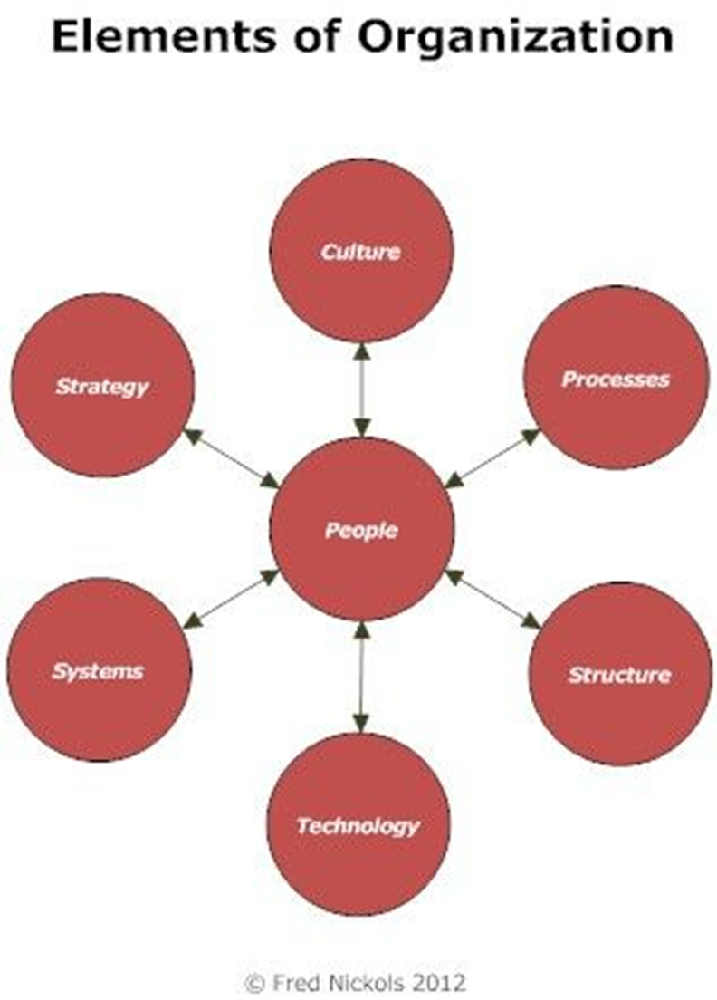 Elements of Organization
Culture
Processes
Strategy
People
Systems
Structure
Technology
© Fred Nickols 2012